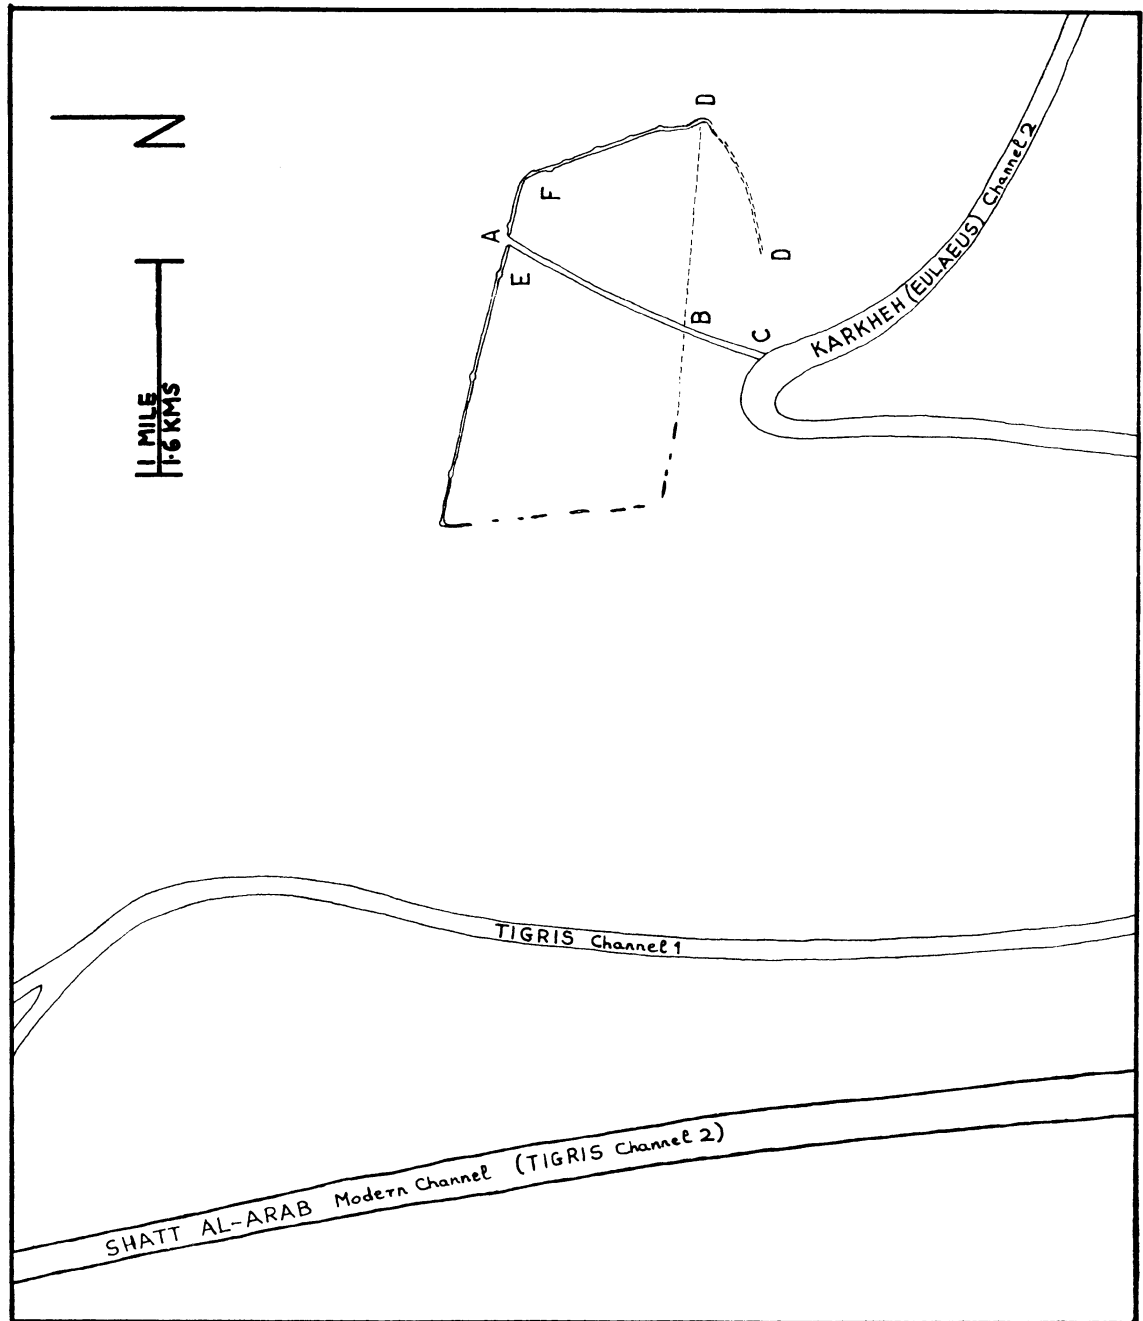 N
1 MILE
1.6 KMS
D
F
A
E
D
B
C
KARKHEH (EULAEUS) Channel 2
TIGRIS Channel 1
SHATT AL-ARAB Modern Channel (TIGRIS Channel 2)